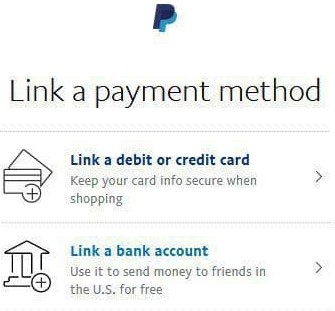 Link a payment method
Link a debit or credit card
Keep your card info secure when
shopping
Link a bank account
Use it to send money to friends in
the U.S. for free